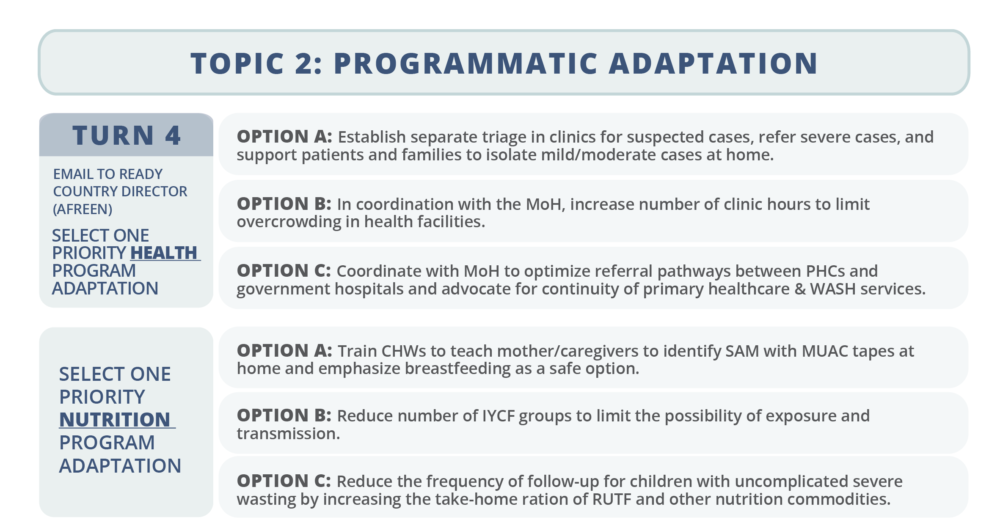 TOPIC 2: PROGRAMMATIC ADAPTATION
TURN 4
EMAIL TO READY
COUNTRY DIRECTOR
(AFREEN)
SELECT ONE
PRIORITY HEALTH
PROGRAM
ADAPTATION
OPTION A: Establish separate triage in clinics for suspected cases, refer severe cases, and
support patients and families to isolate mild/moderate cases at home.
OPTION B: In coordination with the MoH, increase number of clinic hours to limit
overcrowding in health facilities.
OPTION C: Coordinate with MoH to optimize referral pathways between PHCs and
government hospitals and advocate for continuity of primary healthcare & WASH services.
SELECT ONE
PRIORITY
NUTRITION
PROGRAM
ADAPTATION
OPTION A: Train CHWs to teach mother/caregivers to identify SAM with MUAC tapes at
home and emphasize breastfeeding as a safe option.
OPTION B: Reduce number of IYCF groups to limit the possibility of exposure and
transmission.
OPTION C: Reduce the frequency of follow-up for children with uncomplicated severe
wasting by increasing the take-home ration of RUTF and other nutrition commodities.